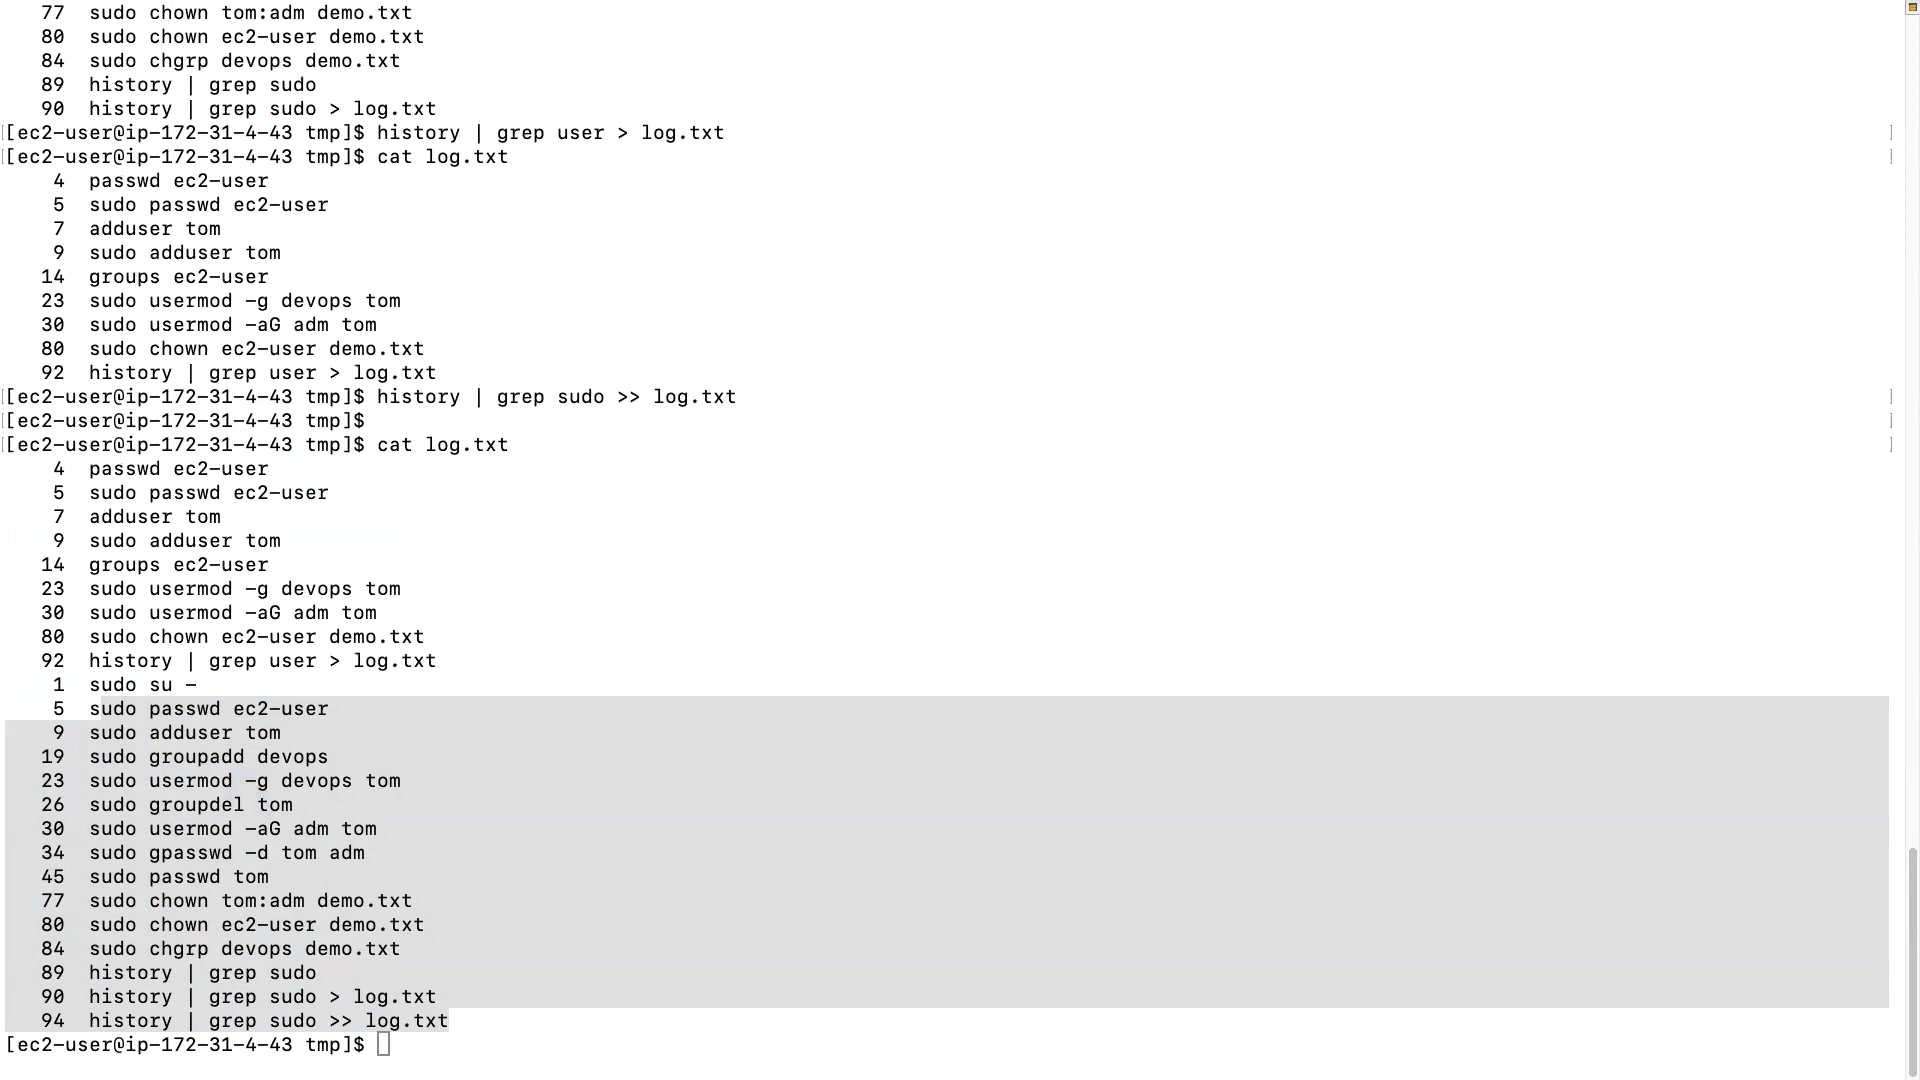 77 sudo chown tom:adm demo.txt
80 sudo chown ec2-user demo.txt
84 sudo chgrp devops demo.txt
89 history | grep sudo
90 history | grep sudo > log.txt
[[ec2-user@ip-172-31-4-43 tmp]$ history | grep user > log.txt ]
[[ec2-user@ip-172-31-4-43 tmp]$ cat log.txt ]
4 passwd ec2-user
5 sudo passwd ec2-user
7 adduser tom
9 sudo adduser tom
14 groups ec2-user
23 sudo usermod -g devops tom
30 sudo usermod -aG adm tom
80 sudo chown ec2-user demo.txt
92 history | grep user > log.txt
[[ec2-user@ip-172-31-4-43 tmp]$ history | grep sudo >> log.txt ]
[[ec2-user@ip-172-31-4-43 tmp]$ ]
[[ec2-user@ip-172-31-4-43 tmp]$ cat log.txt ]
4 passwd ec2-user
5 sudo passwd ec2-user
7 adduser tom
9 sudo adduser tom
14 groups ec2-user
23 sudo usermod -g devops tom
30 sudo usermod -aG adm tom
80 sudo chown ec2-user demo.txt
92 history | grep user > log.txt
1 sudo su -
5 sudo passwd ec2-user
9 sudo adduser tom
19 sudo groupadd devops
23 sudo usermod -g devops tom
26 sudo groupdel tom
30 sudo usermod -aG adm tom
34 sudo gpasswd -d tom adm
45 sudo passwd tom
77 sudo chown tom:adm demo.txt
80 sudo chown ec2-user demo.txt
84 sudo chgrp devops demo.txt
89 history | grep sudo
90 history | grep sudo > log.txt
94 history | grep sudo >> log.txt
[ec2-user@ip-172-31-4-43 tmp]$